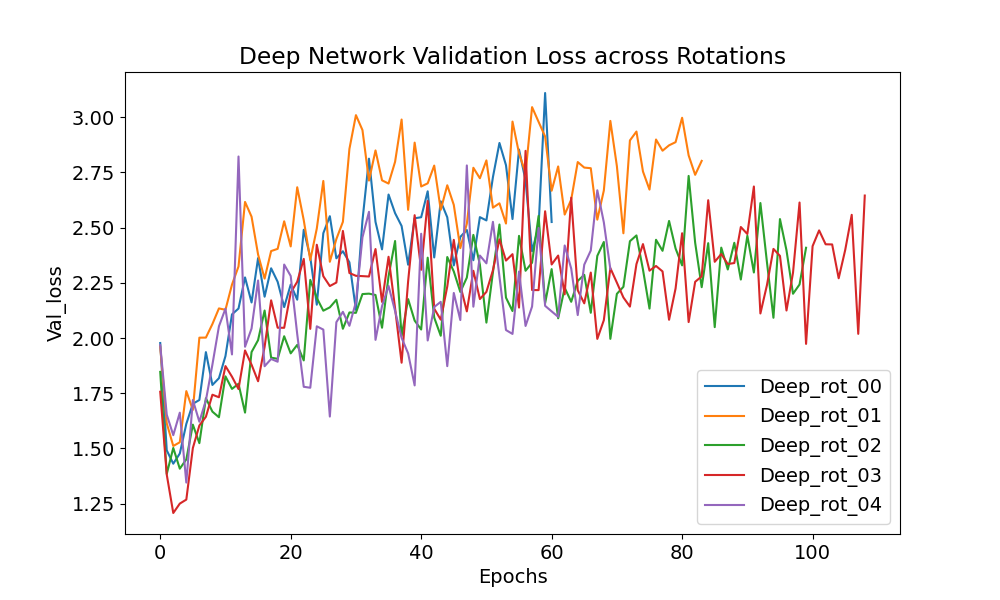 Deep Network Validation Loss across Rotations
Val_loss
3.00
2.75
2.50
2.25
2.00
1.75
1.50
1.25
0
20
40
60
80
100
Epochs
Deep_rot_00
Deep_rot_01
Deep_rot_02
Deep_rot_03
Deep_rot_04